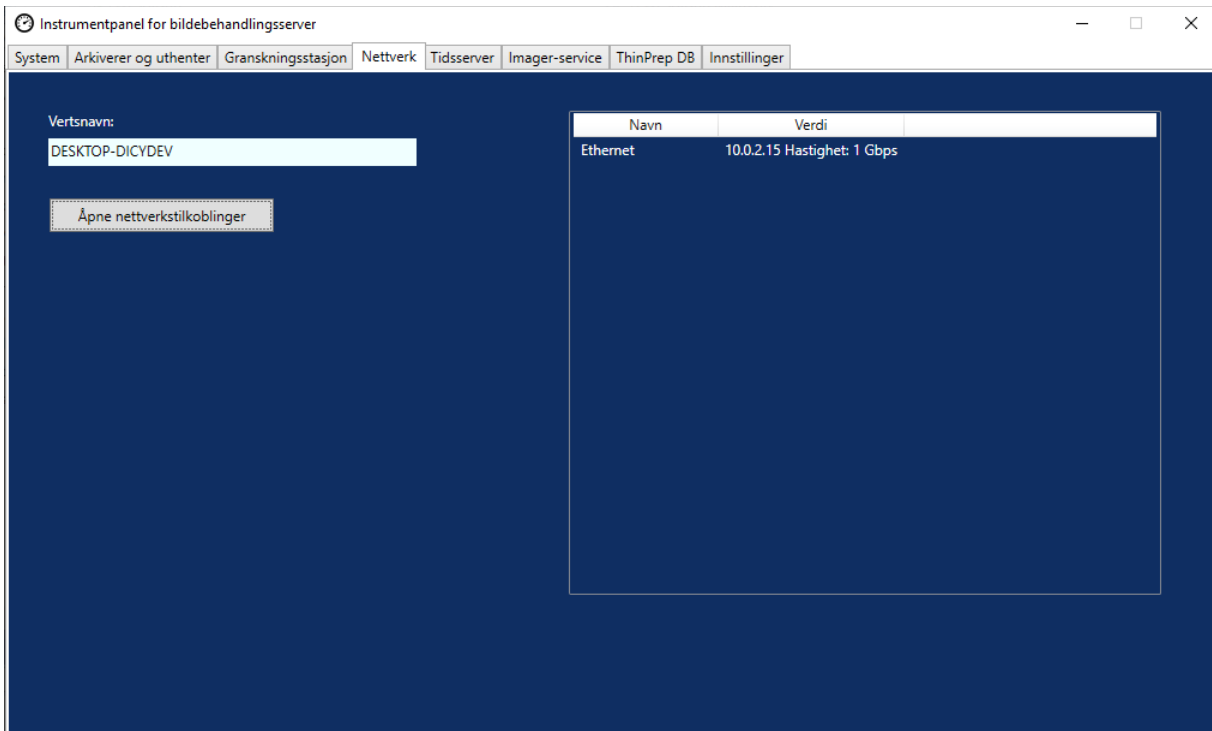 Instrumentpanel for bildebehandlingsserver
System Arkiverer og uthenter Granskningsstasjon Nettverk Tidsserver Imager-service ThinPrep DB Innstillinger
Vertsnavn:
DESKTOP-DICYDEV
Åpne nettverkstilkoblinger
Navn Verdi
Ethernet 10.0.2.15 Hastighet: 1 Gbps